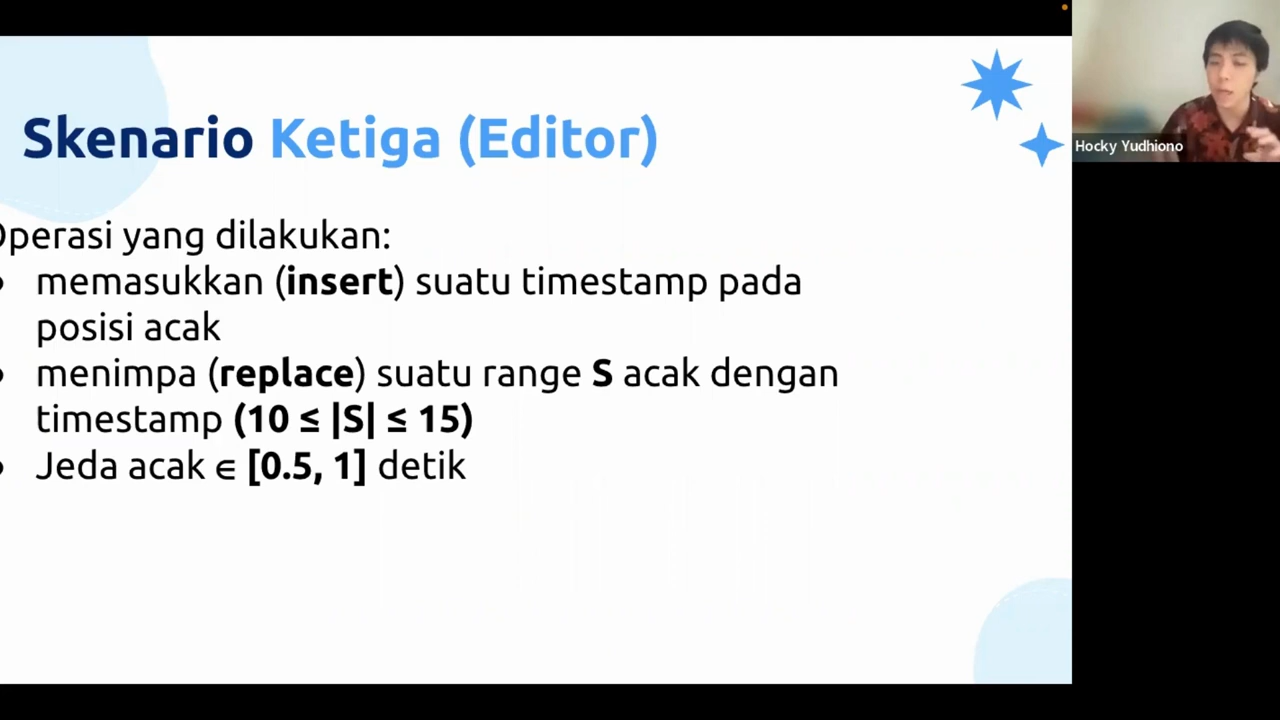 Skenario Ketiga (Editor)
Operasi yang dilakukan:
memasukkan (insert) suatu timestamp pada
posisi acak
menimpa (replace) suatu range S acak dengan
timestamp (10 ≤ |S| ≤ 15)
Jeda acak ∈ [0.5, 1] detik
Hocky Yudhiono